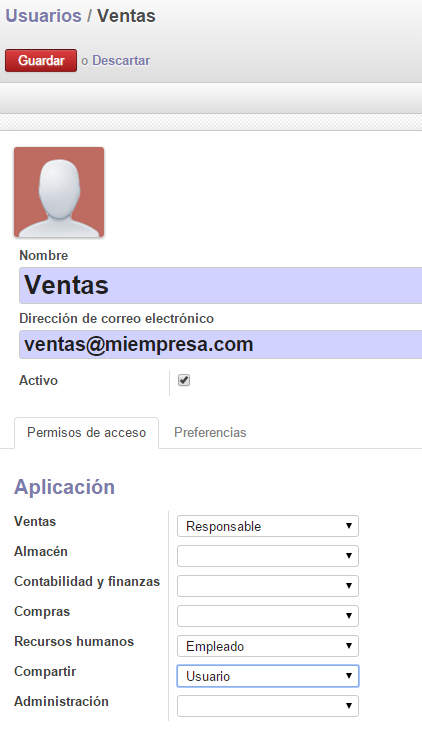 Usuarios / Ventas
Guardar o Descartar
Nombre
Ventas
Dirección de correo electrónico
ventas@miempresa.com
Activo
Permisos de acceso Preferencias
Aplicación
Ventas Responsable
Almacén
Contabilidad y finanzas
Compras
Recursos humanos Empleado
Compartir Usuario
Administración